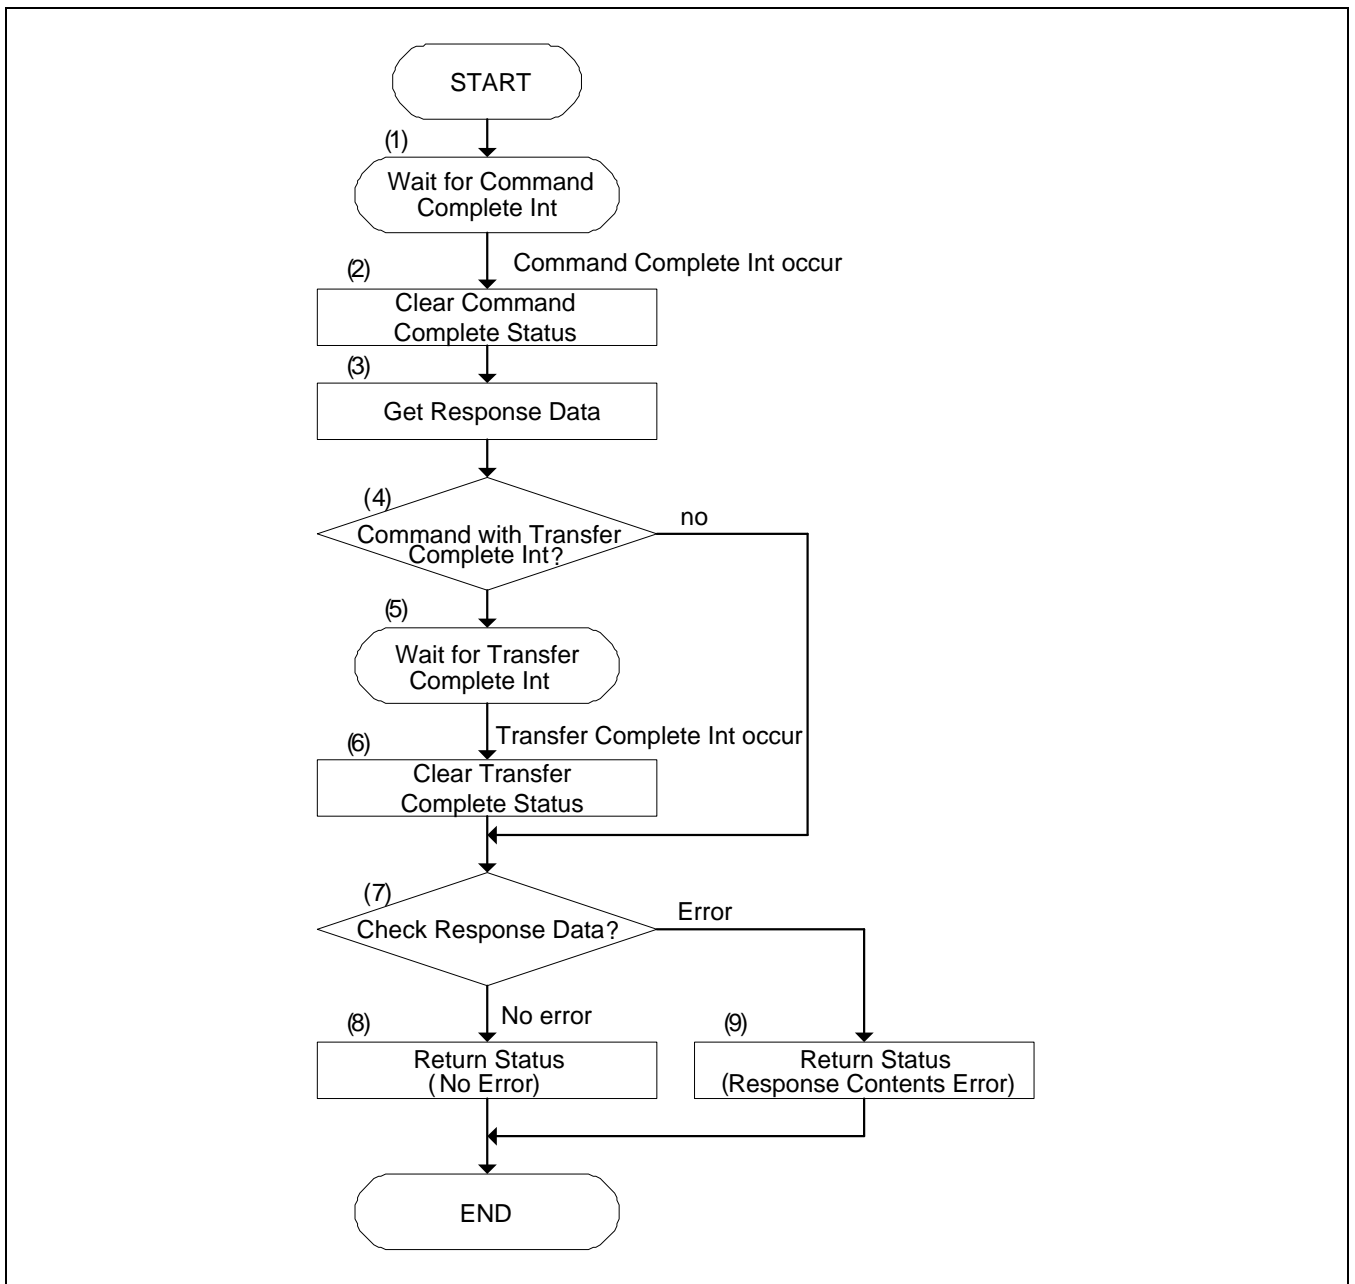 START
(1)
Wait for Command
Complete Int
Command Complete Int occur
(2)
Clear Command
Complete Status
(3)
Get Response Data
(4)
Command with Transfer
Complete Int?
no
(5)
Wait for Transfer
Complete Int
Transfer Complete Int occur
(6)
Clear Transfer
Complete Status
(7)
Check Response Data?
Error
No error
(8)
Return Status
( No Error)
(9)
Return Status
(Response Contents Error)
END